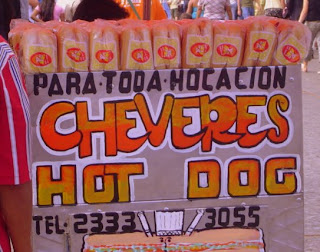 PARA·TODA·HOCACION
CHEVERES
HOT DOG
TEL: 2333 3055